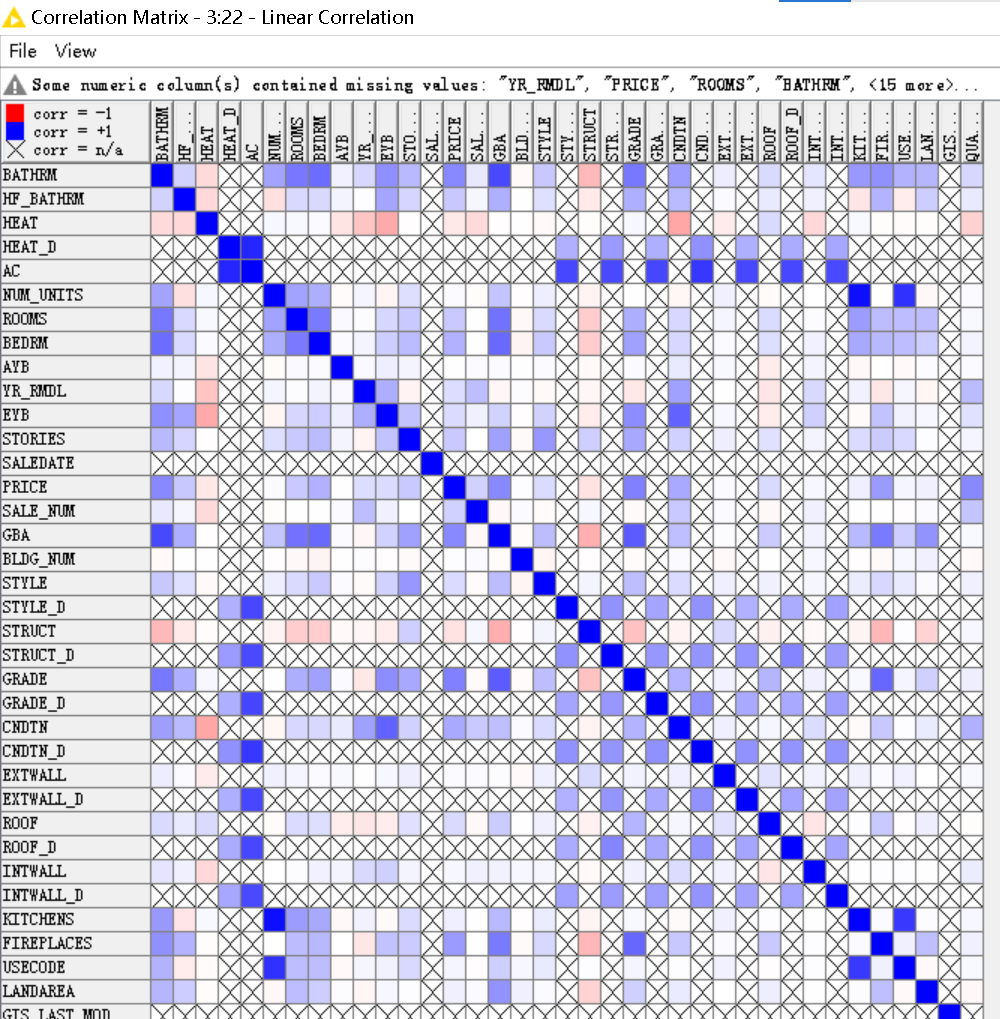 Correlation Matrix - 3:22 - Linear Correlation
File View
Some numeric column(s) contained missing values: "YR_RMDL", "PRICE", "ROOMS", "BATHRM", <15 more>...
corr = -1
corr = +1
corr = n/a
BATHRM HF_... HEAT HEAT_D AC NUM... ROOMS BEDRM AYB YR_... EYB STO... SAL... PRICE SAL... GBA BLD... STYLE STY... STRUCT STR... GRADE GRA... CNDTN CND... EXT... EXT... ROOF ROOF_D INT... INT... KIT... FIR... USE... LAN... GIS... QUA...
BATHRM
HF_BATHRM
HEAT
HEAT_D
AC
NUM_UNITS
ROOMS
BEDRM
AYB
YR_RMDL
EYB
STORIES
SALEDATE
PRICE
SALE_NUM
GBA
BLDG_NUM
STYLE
STYLE_D
STRUCT
STRUCT_D
GRADE
GRADE_D
CNDTN
CNDTN_D
EXTWALL
EXTWALL_D
ROOF
ROOF_D
INTWALL
INTWALL_D
KITCHENS
FIREPLACES
USECODE
LANDAREA
GIS_LAST_MOD